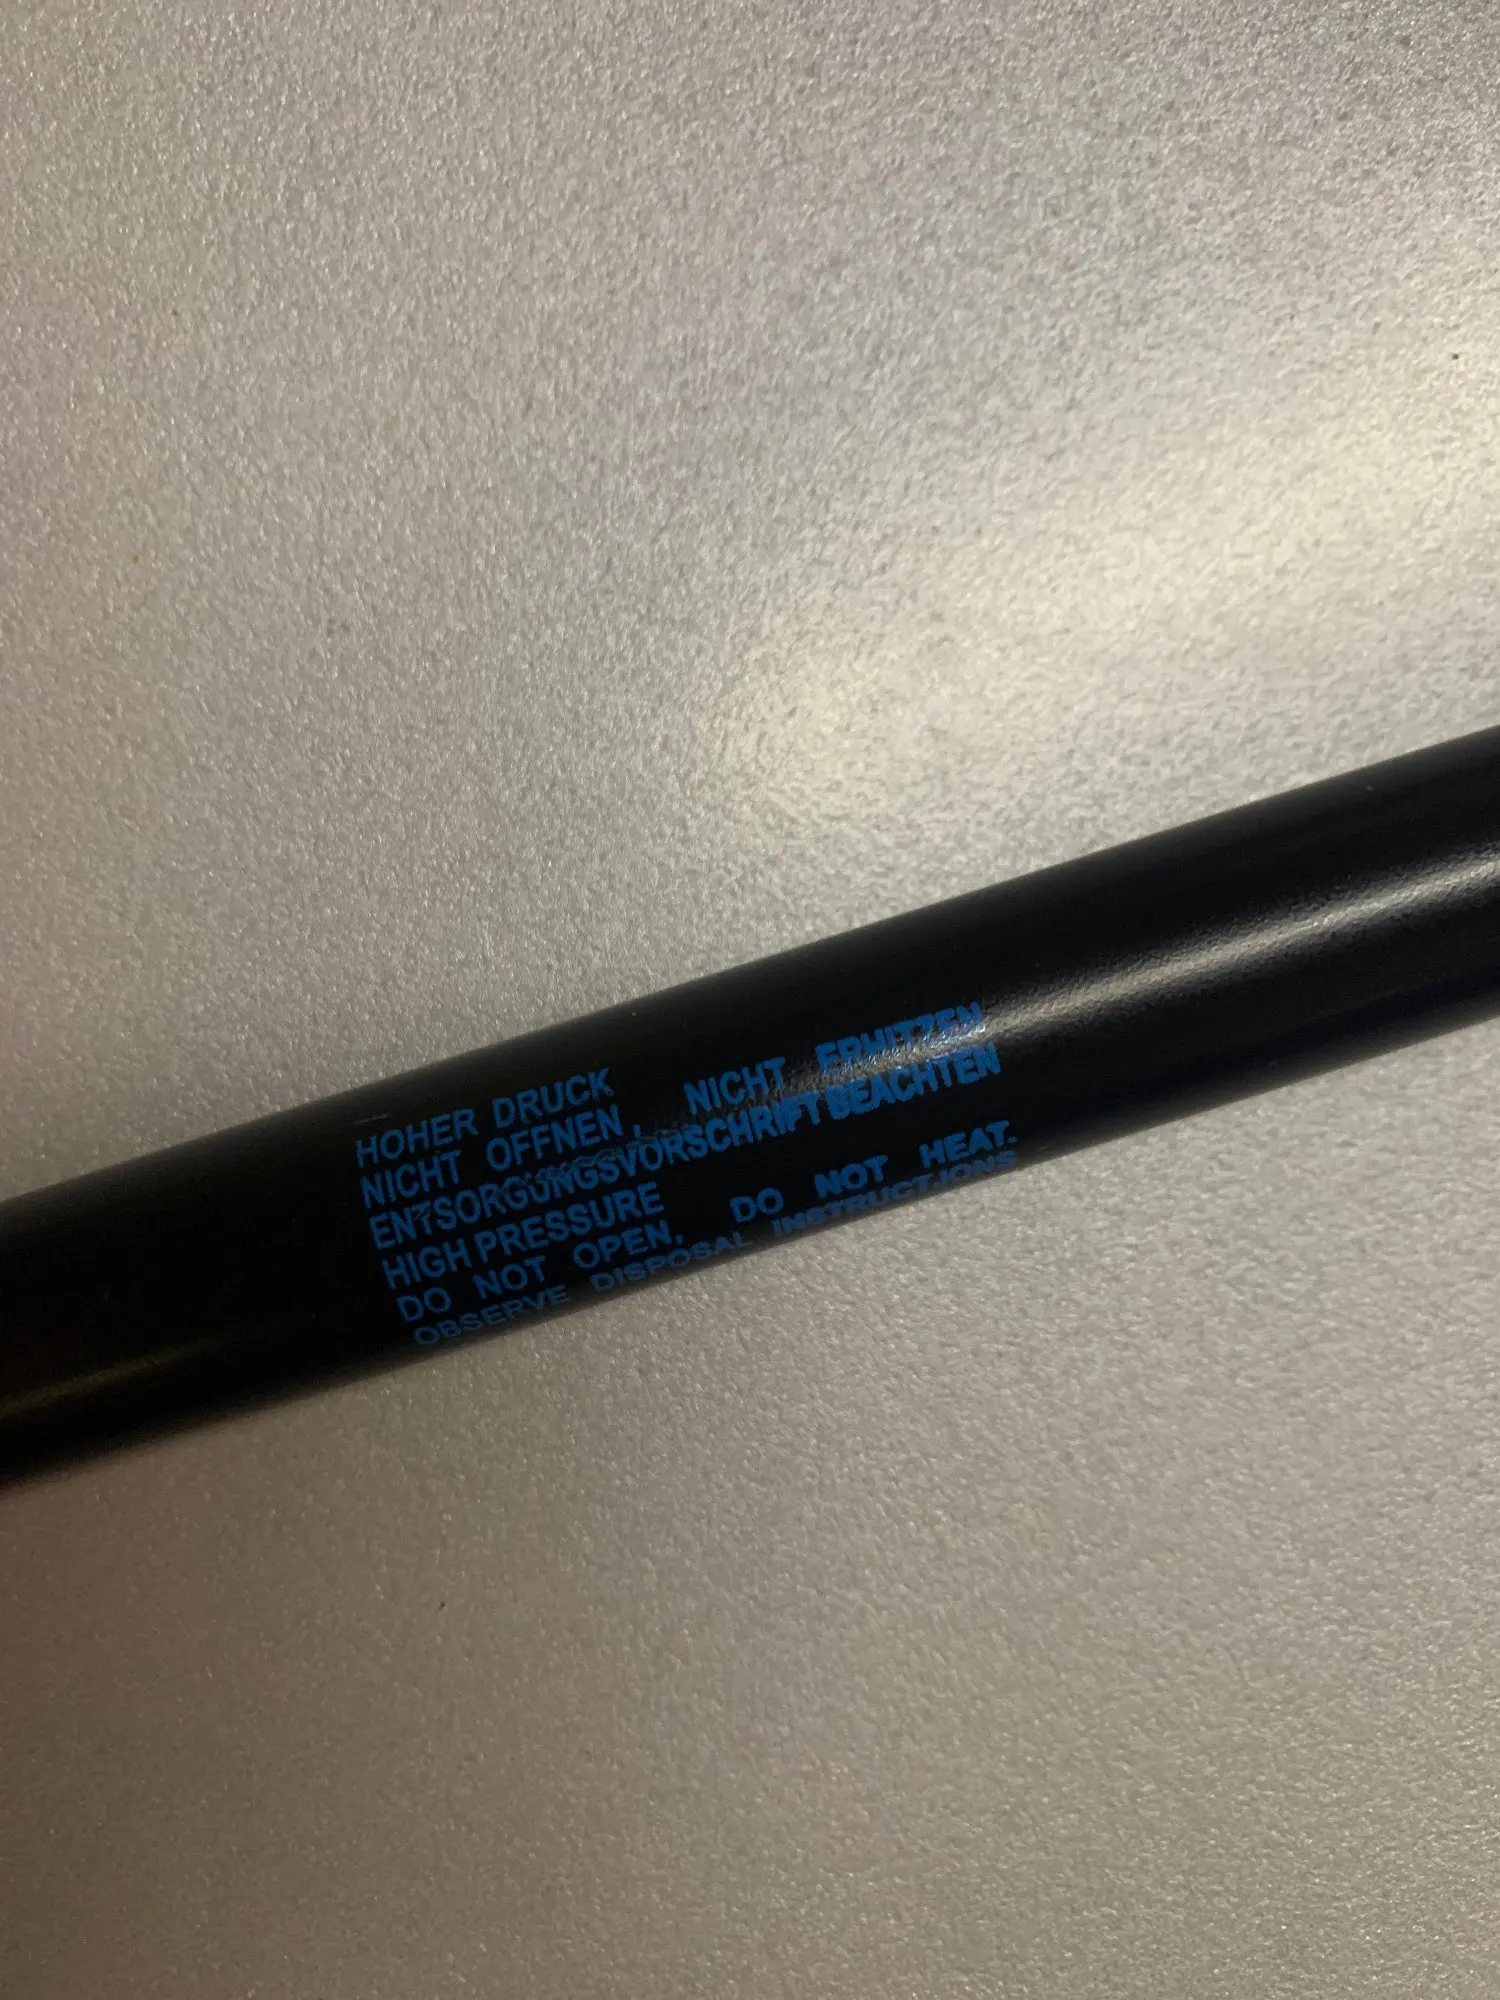 HOHER DRUCK
NICHT OFFNEN, NICHT ERHITZEN
ENTSORGUNGSVORSCHRIFT BEACHTEN
HIGH PRESSURE
DO NOT OPEN, DO NOT HEAT.
OBSERVE DISPOSAL INSTRUCTIONS